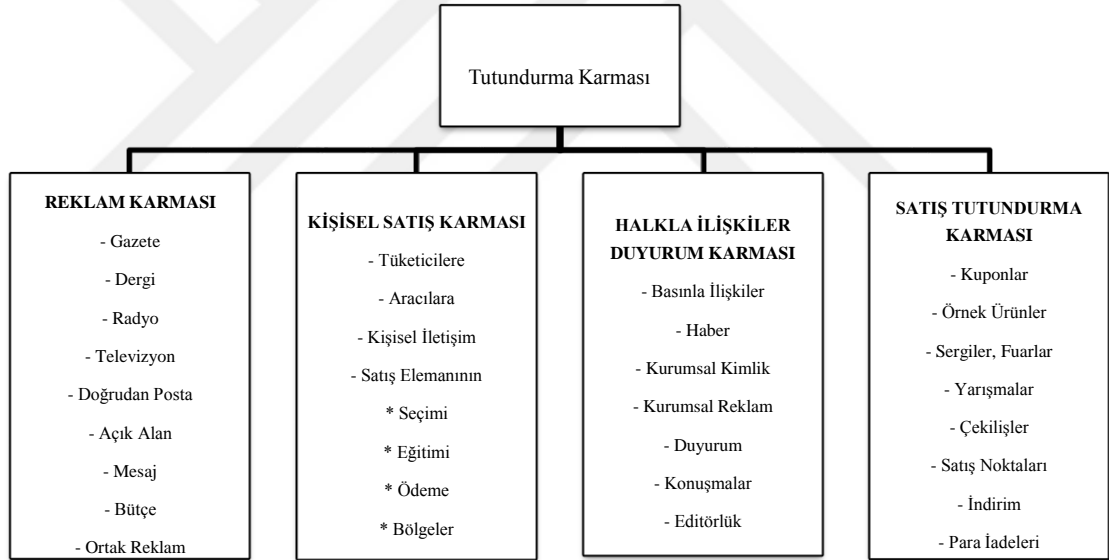 Tutundurma Karması
REKLAM KARMASI
- Gazete
- Dergi
- Radyo
- Televizyon
- Doğrudan Posta
- Açık Alan
- Mesaj
- Bütçe
- Ortak Reklam
KİŞİSEL SATIŞ KARMASI
- Tüketicilere
- Aracılara
- Kişisel İletişim
- Satış Elemanının
* Seçimi
* Eğitimi
* Ödeme
* Bölgeler
HALKLA İLİŞKİLER
DUYURUM KARMASI
- Basınla İlişkiler
- Haber
- Kurumsal Kimlik
- Kurumsal Reklam
- Duyurum
- Konuşmalar
- Editörlük
SATIŞ TUTUNDURMA
KARMASI
- Kuponlar
- Örnek Ürünler
- Sergiler, Fuarlar
- Yarışmalar
- Çekilişler
- Satış Noktaları
- İndirim
- Para İadeleri